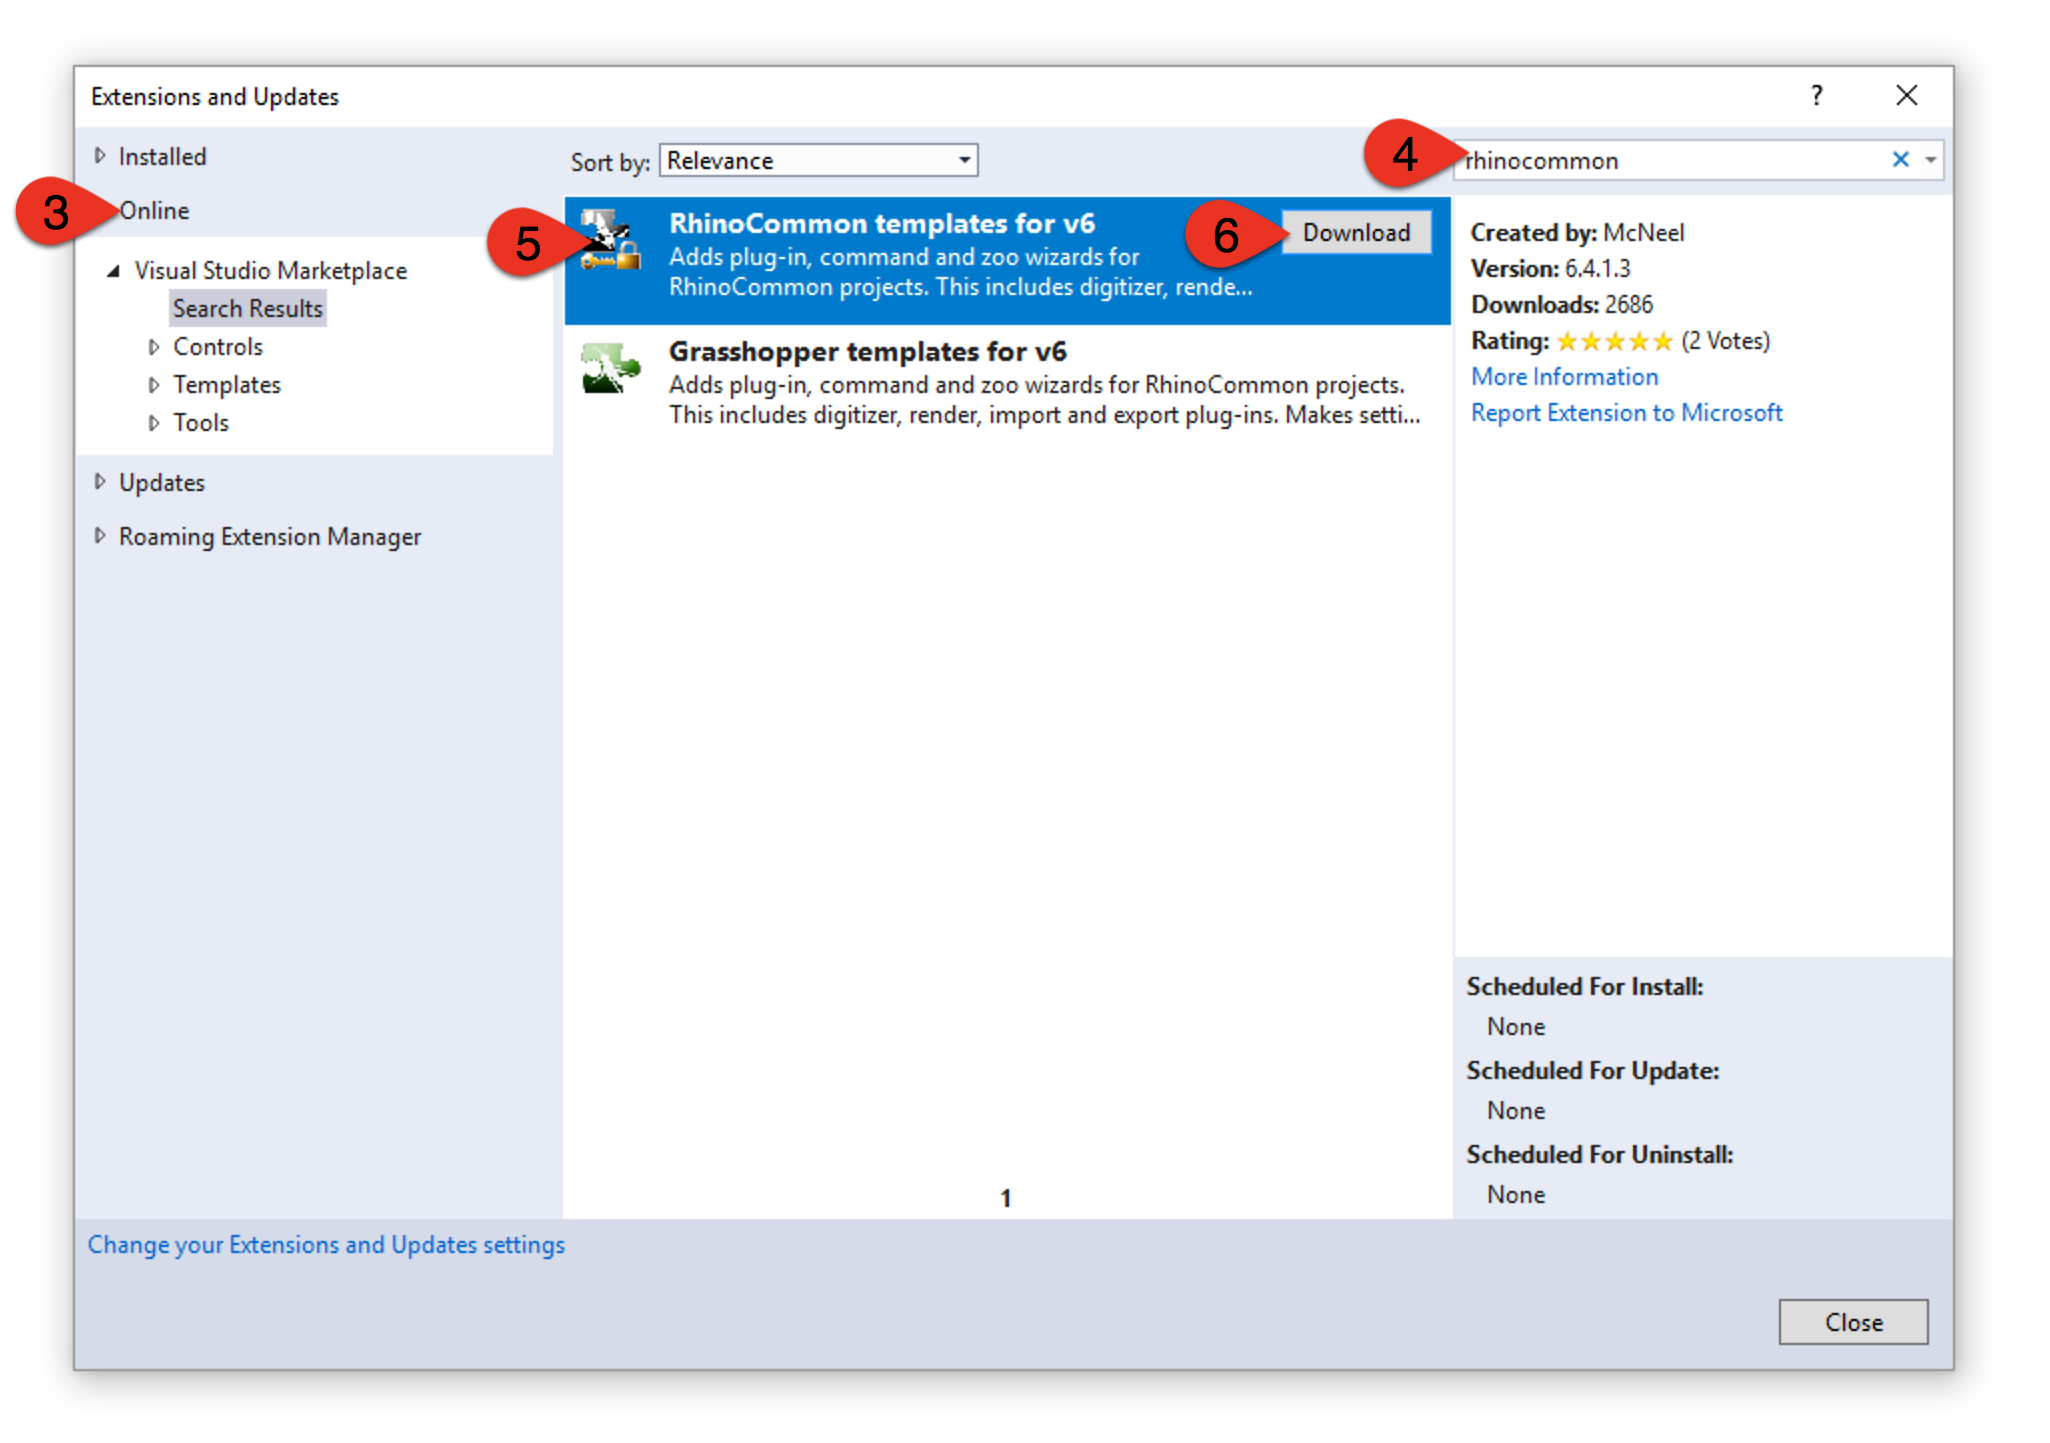 Extensions and Updates
?
Installed
3
Online
Visual Studio Marketplace
Search Results
Controls
Templates
Tools
Updates
Roaming Extension Manager
Sort by: Relevance
4
rhinocommon
5
RhinoCommon templates for v6
6
Download
Adds plug-in, command and zoo wizards for
RhinoCommon projects. This includes digitizer, rende...
Grasshopper templates for v6
Adds plug-in, command and zoo wizards for RhinoCommon projects.
This includes digitizer, render, import and export plug-ins. Makes setti...
1
Created by: McNeel
Version: 6.4.1.3
Downloads: 2686
Rating: ★★★★★ (2 Votes)
More Information
Report Extension to Microsoft
Scheduled For Install:
None
Scheduled For Update:
None
Scheduled For Uninstall:
None
Change your Extensions and Updates settings
Close